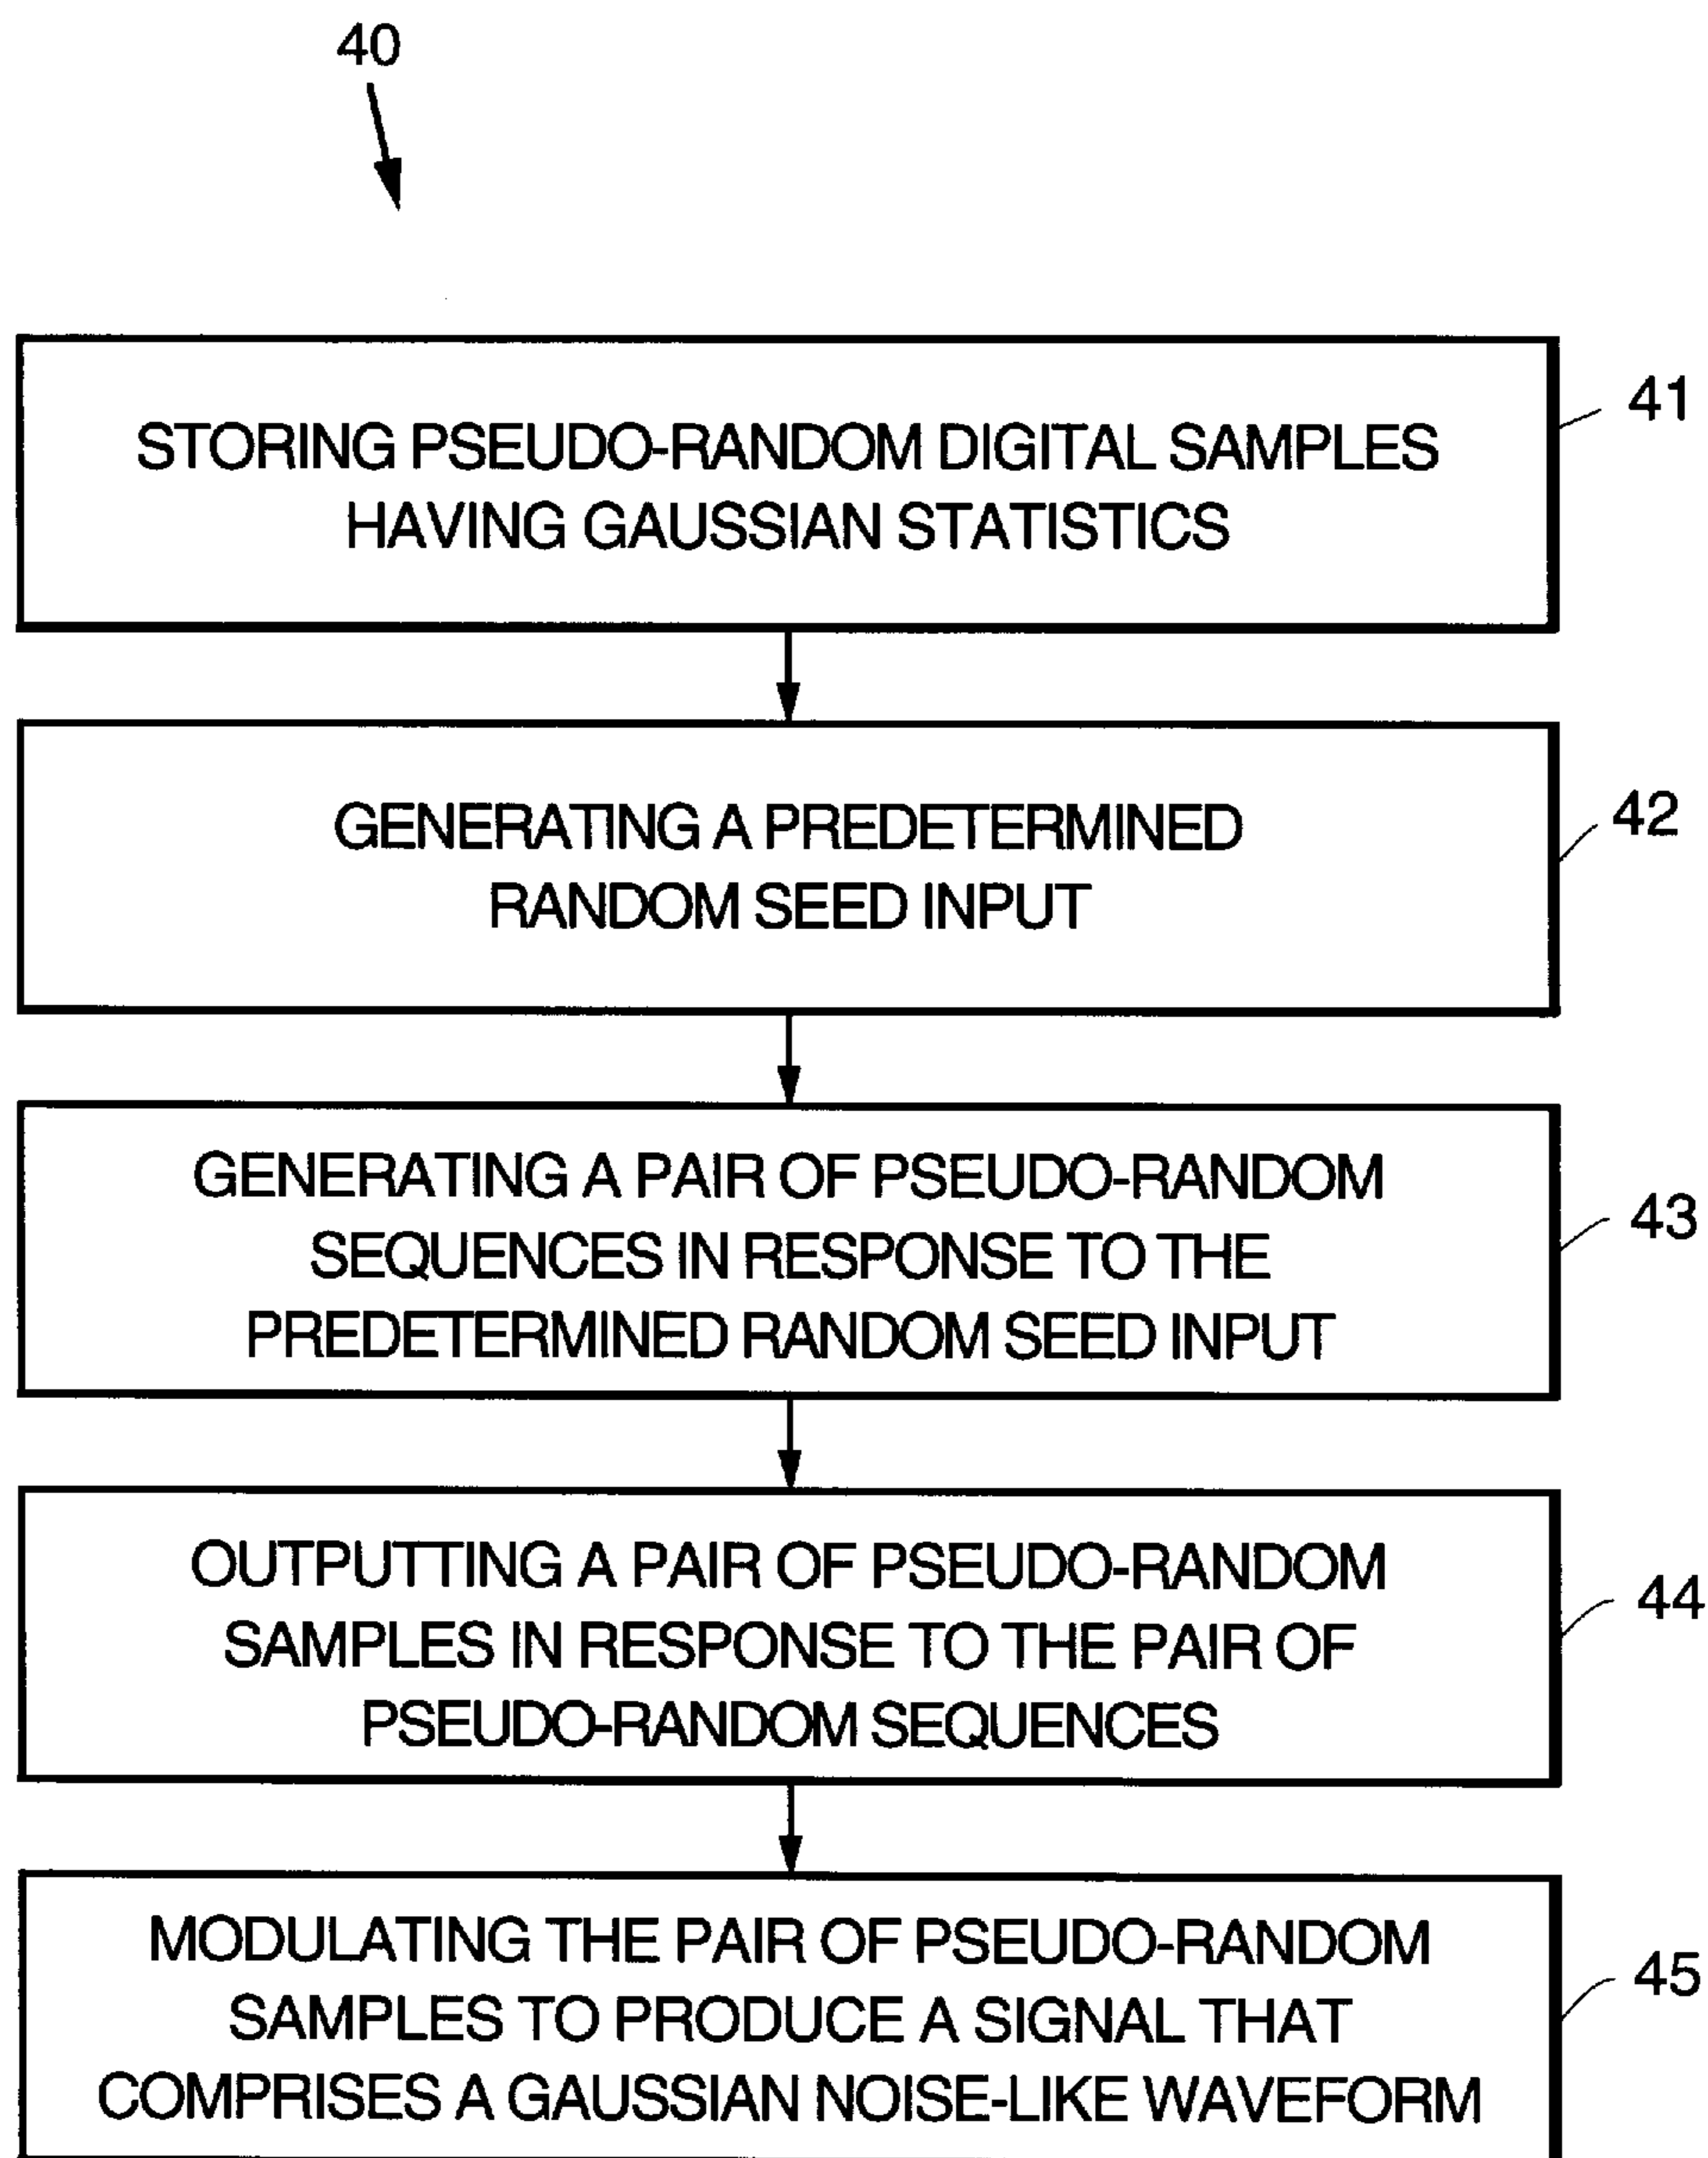 40
STORING PSEUDO-RANDOM DIGITAL SAMPLES
HAVING GAUSSIAN STATISTICS
41
GENERATING A PREDETERMINED
RANDOM SEED INPUT
42
GENERATING A PAIR OF PSEUDO-RANDOM
SEQUENCES IN RESPONSE TO THE
PREDETERMINED RANDOM SEED INPUT
43
OUTPUTTING A PAIR OF PSEUDO-RANDOM
SAMPLES IN RESPONSE TO THE PAIR OF
PSEUDO-RANDOM SEQUENCES
44
MODULATING THE PAIR OF PSEUDO-RANDOM
SAMPLES TO PRODUCE A SIGNAL THAT
COMPRISES A GAUSSIAN NOISE-LIKE WAVEFORM
45